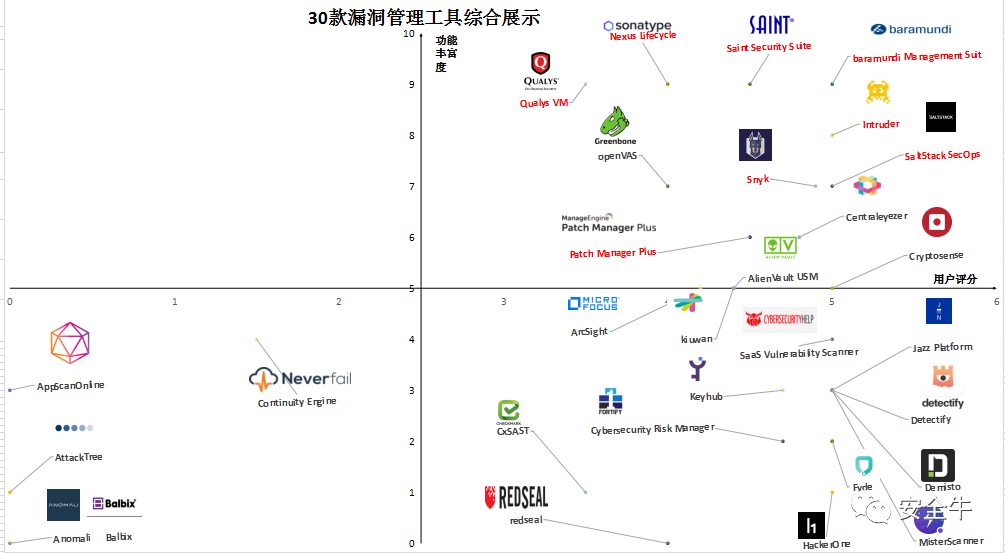 30款漏洞管理工具综合展示
sonatype
Nexus Lifecycle
SAINT
Saint Security Suite
baramundi
baramundi Management Suit
10
功能
丰富
度
9
QUALYS
Qualys VM
Intruder
SALTSTACK
8
Greenbone
openVAS
SaltStack SecOps
Snyk
7
ManageEngine
Patch Manager Plus
Patch Manager Plus
6
ALIEN VAULT
Centraleyezer
Cryptosense
AlienVault USM
用户评分
5
0
1
2
3
4
5
6
MICRO
FOCUS
ArcSight
kiuwan
CYBERSECURITYHELP
SaaS Vulnerability Scanner
Jazz Platform
4
AppScanOnline
Neverfail
Continuity Engine
3
Keyhub
detectify
Detectify
FORTIFY
Cybersecurity Risk Manager
CHECKMARX
CxSAST
2
AttackTree
Fyde
Demisto
1
ANOMALI
Balbix
REDSEAL
redseal
安全牛
Anomali
Balbix
0
h1
HackerOne
MisterScanner